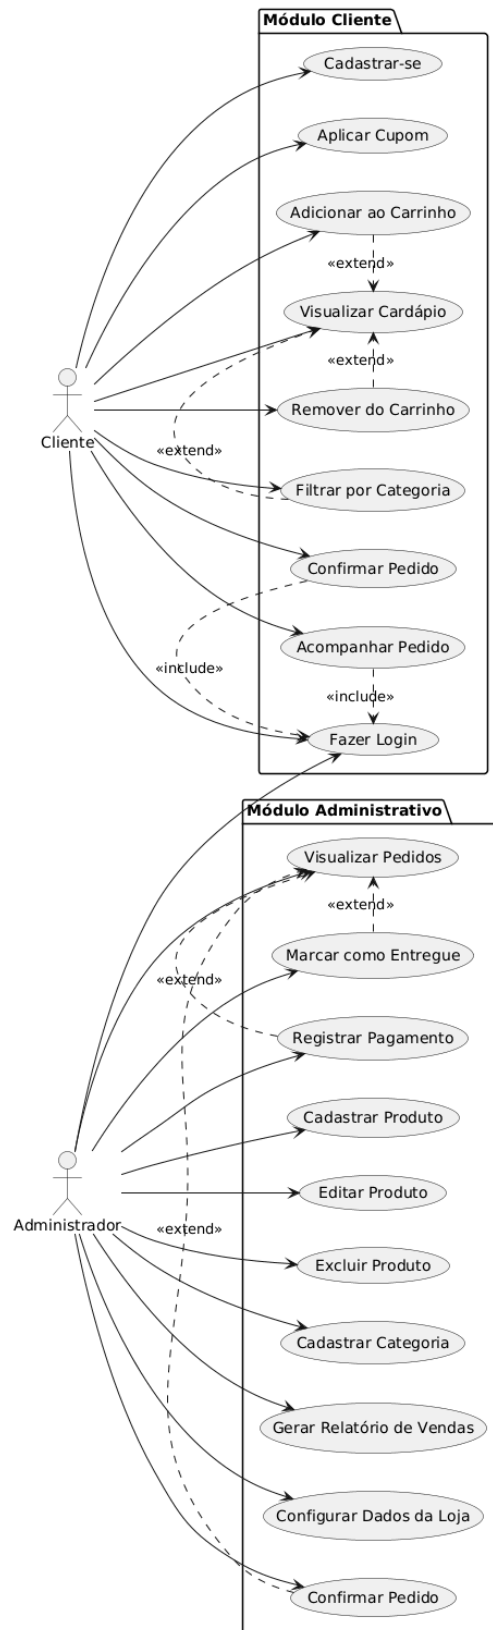 Módulo Cliente
Cadastrar-se
Aplicar Cupom
Adicionar ao Carrinho
«extend»
Visualizar Cardápio
«extend»
Remover do Carrinho
Cliente
«extend»
Filtrar por Categoria
Confirmar Pedido
Acompanhar Pedido
«include»
«include»
Fazer Login
Módulo Administrativo
Visualizar Pedidos
«extend»
Marcar como Entregue
«extend»
Registrar Pagamento
Cadastrar Produto
Editar Produto
Administrador
«extend»
Excluir Produto
Cadastrar Categoria
Gerar Relatório de Vendas
Configurar Dados da Loja
Confirmar Pedido